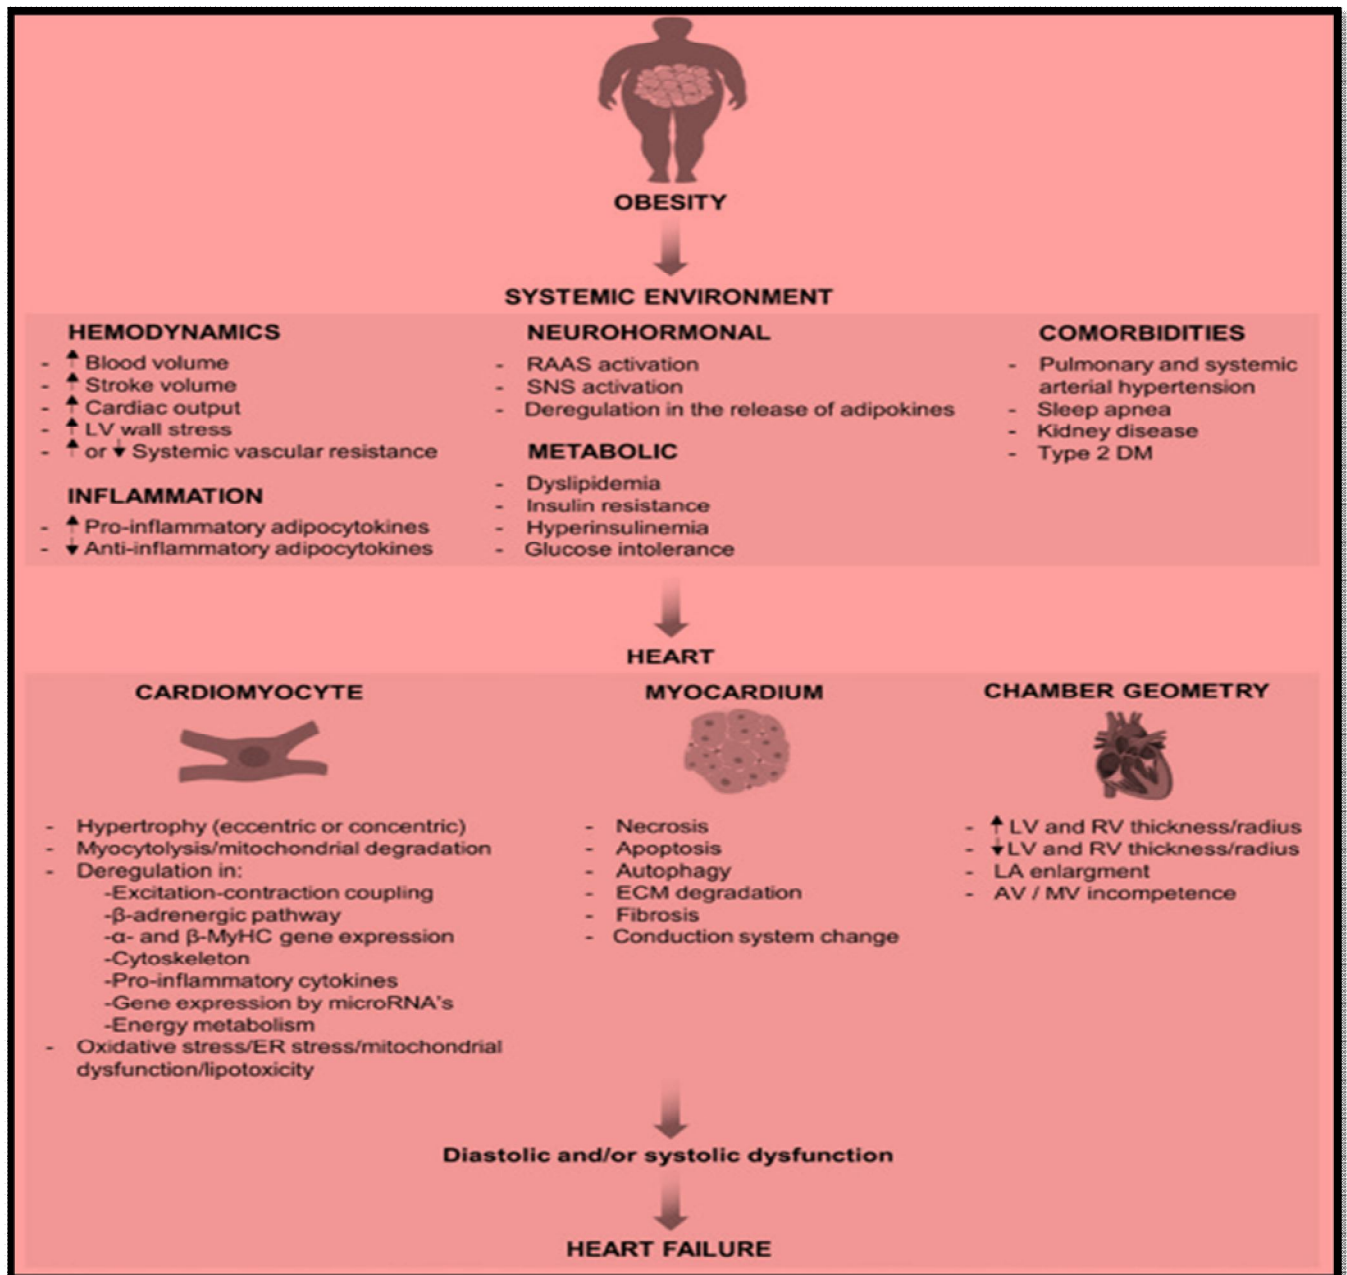 OBESITY
SYSTEMIC ENVIRONMENT
HEMODYNAMICS
- ↑ Blood volume
- ↑ Stroke volume
- ↑ Cardiac output
- ↑ LV wall stress
- ↑ or ↓ Systemic vascular resistance
INFLAMMATION
- ↑ Pro-inflammatory adipocytokines
- ↓ Anti-inflammatory adipocytokines
NEUROHORMONAL
- RAAS activation
- SNS activation
- Deregulation in the release of adipokines
METABOLIC
- Dyslipidemia
- Insulin resistance
- Hyperinsulinemia
- Glucose intolerance
COMORBIDITIES
- Pulmonary and systemic
arterial hypertension
- Sleep apnea
- Kidney disease
- Type 2 DM
HEART
CARDIOMYOCYTE
- Hypertrophy (eccentric or concentric)
- Myocytolysis/mitochondrial degradation
- Deregulation in:
-Excitation-contraction coupling
-β-adrenergic pathway
-α- and β-MyHC gene expression
-Cytoskeleton
-Pro-inflammatory cytokines
-Gene expression by microRNA's
-Energy metabolism
- Oxidative stress/ER stress/mitochondrial
dysfunction/lipotoxicity
MYOCARDIUM
- Necrosis
- Apoptosis
- Autophagy
- ECM degradation
- Fibrosis
- Conduction system change
CHAMBER GEOMETRY
- ↑ LV and RV thickness/radius
- ↓ LV and RV thickness/radius
- LA enlargment
- AV / MV incompetence
Diastolic and/or systolic dysfunction
HEART FAILURE